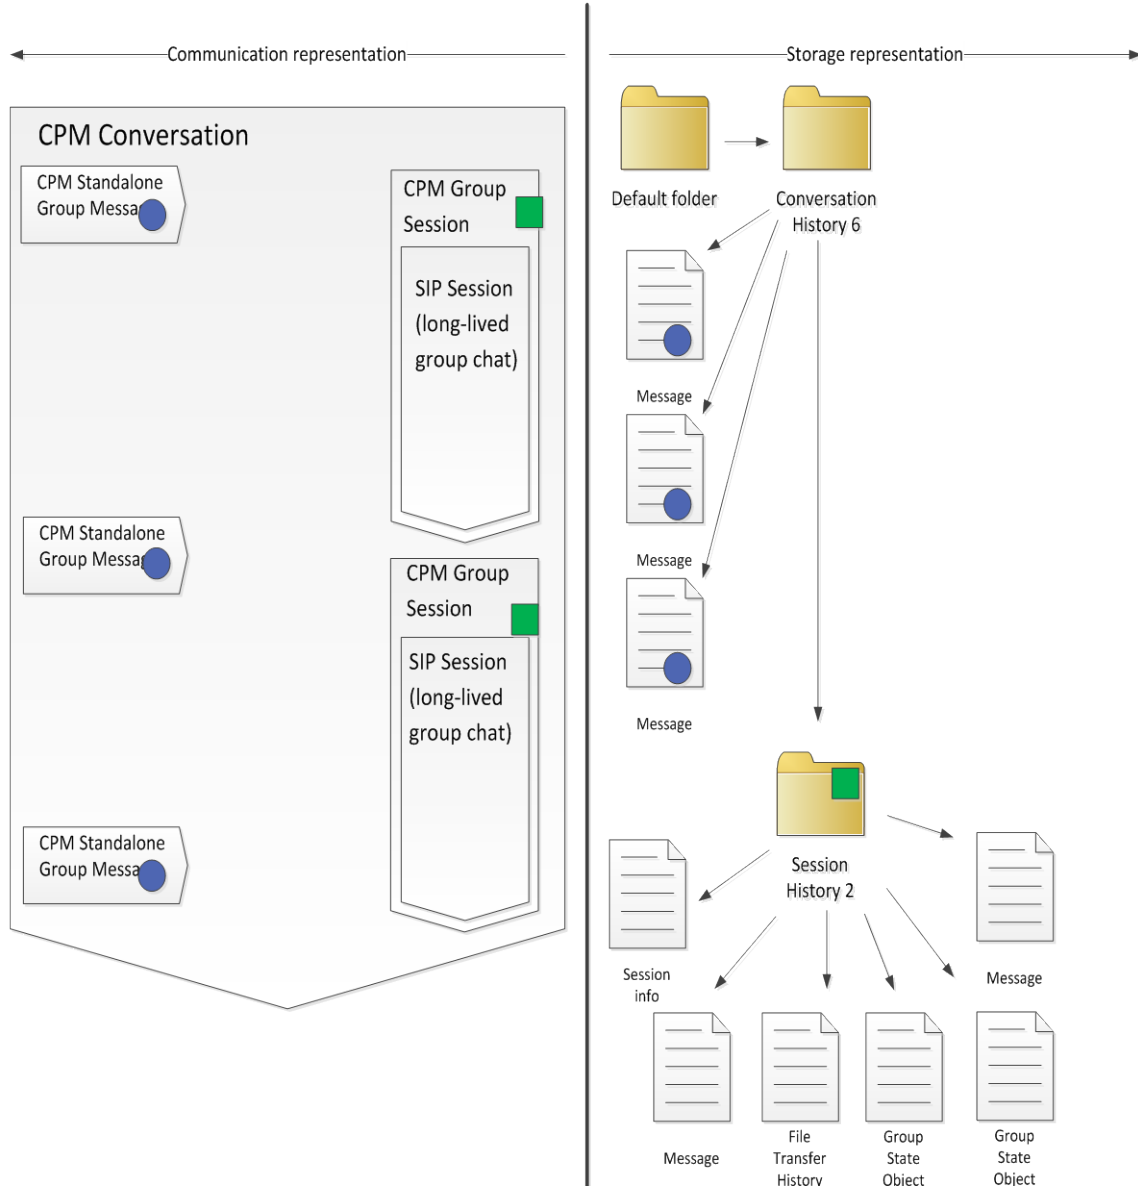 Communication representation
Storage representation
CPM Conversation
CPM Standalone
Group Messa
CPM Group
Session
SIP Session
(long-lived
group chat)
CPM Standalone
Group Messa
CPM Group
Session
SIP Session
(long-lived
group chat)
CPM Standalone
Group Messa
Default folder
Conversation
History 6
Message
Message
Message
Session
History 2
Session
info
Message
Message
File
Transfer
History
Group
State
Object
Group
State
Object